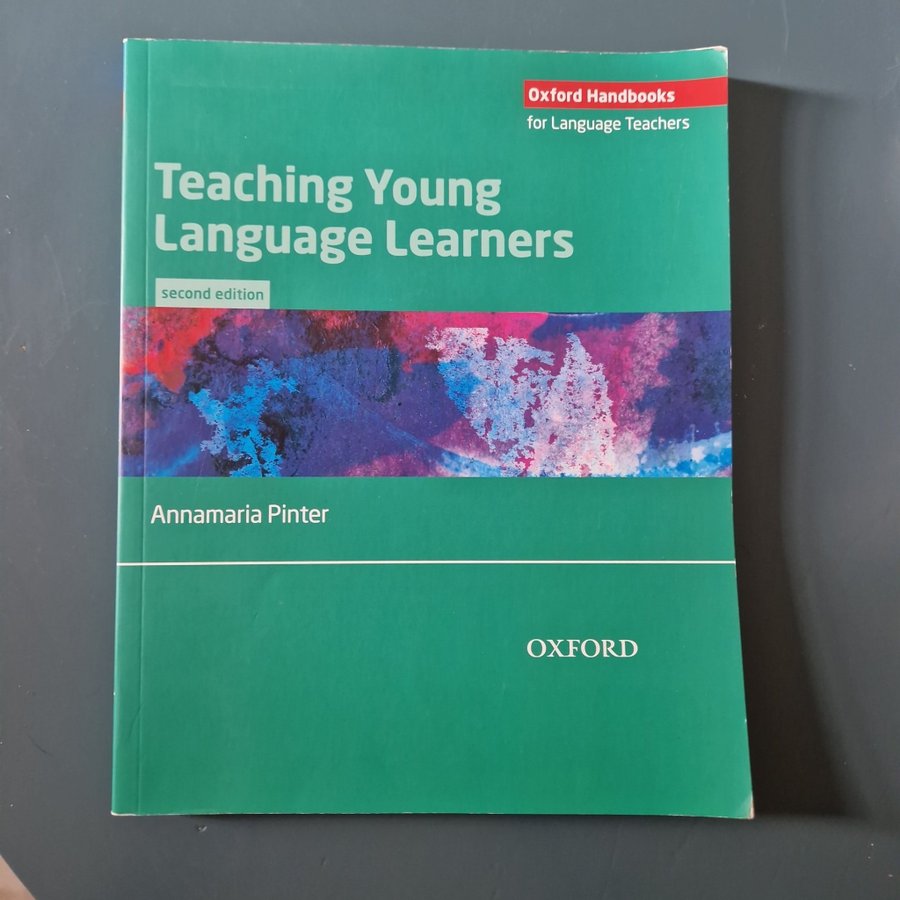 Oxford Handbooks
for Language Teachers
Teaching Young
Language Learners
second edition
Annamaria Pinter
OXFORD